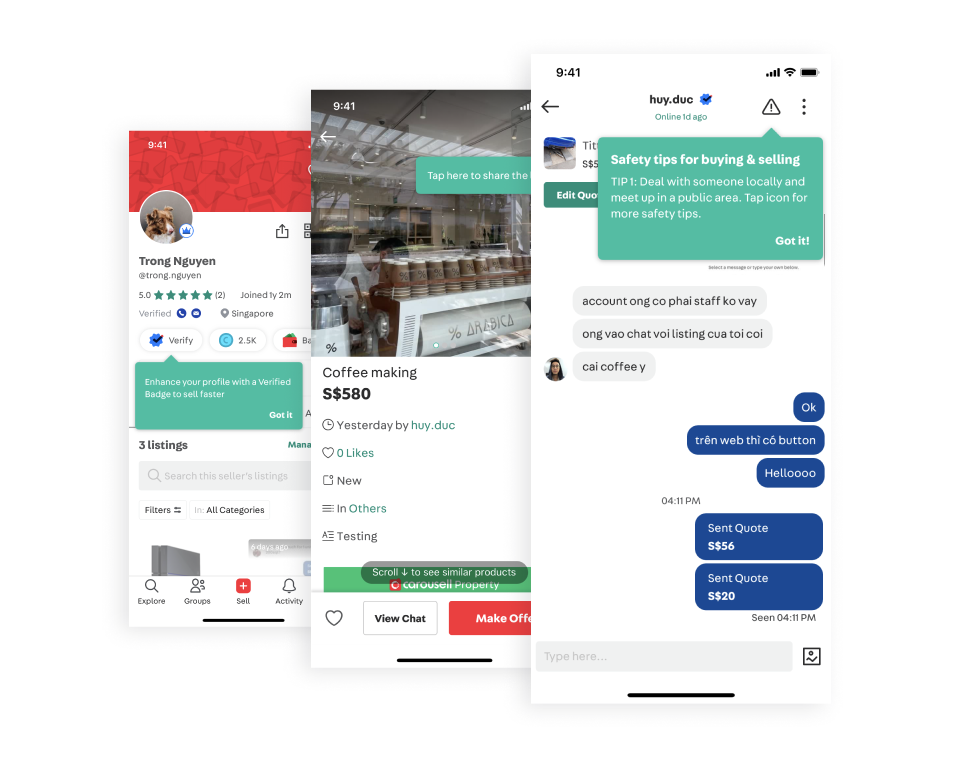 9:41
Trong Nguyen
@trong.nguyen
5.0
(2)
Joined 1y 2m
Verified
Singapore
Verify
2.5K
Enhance your profile with a Verified
Badge to sell faster
Got it
3 listings
Search this seller's listings
Filters
In: All Categories
6 days ago
Explore
Groups
Sell
Activity
9:41
Tap here to share the
% ARABICA
%
Coffee making
S$580
Yesterday by huy.duc
0 Likes
New
In Others
Testing
Scroll ↓ to see similar products
carousell Property
View Chat
Make
9:41
huy.duc
Online 1d ago
Edit
Safety tips for buying & selling
TIP 1: Deal with someone locally and
meet up in a public area. Tap icon for
more safety tips.
Got it!
Select a message or type your own below.
account ong co phai staff ko vay
ong vao chat voi listing cua toi coi
cai coffee y
Ok
trên web thì có button
Helloooo
04:11 PM
Sent Quote
S$56
Sent Quote
S$20
Seen 04:11 PM
Type here...